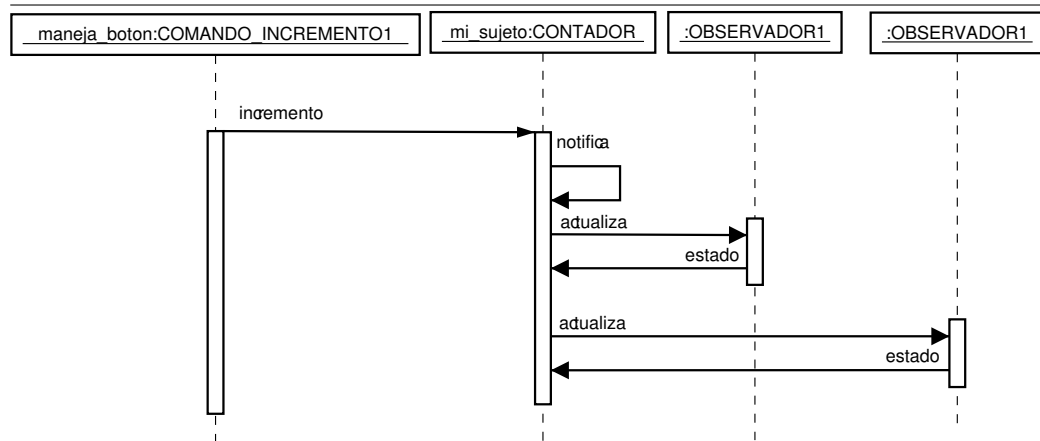 maneja_boton:COMANDO_INCREMENTO1
mi_sujeto:CONTADOR
:OBSERVADOR1
:OBSERVADOR1
incremento
notifica
actualiza
estado
actualiza
estado